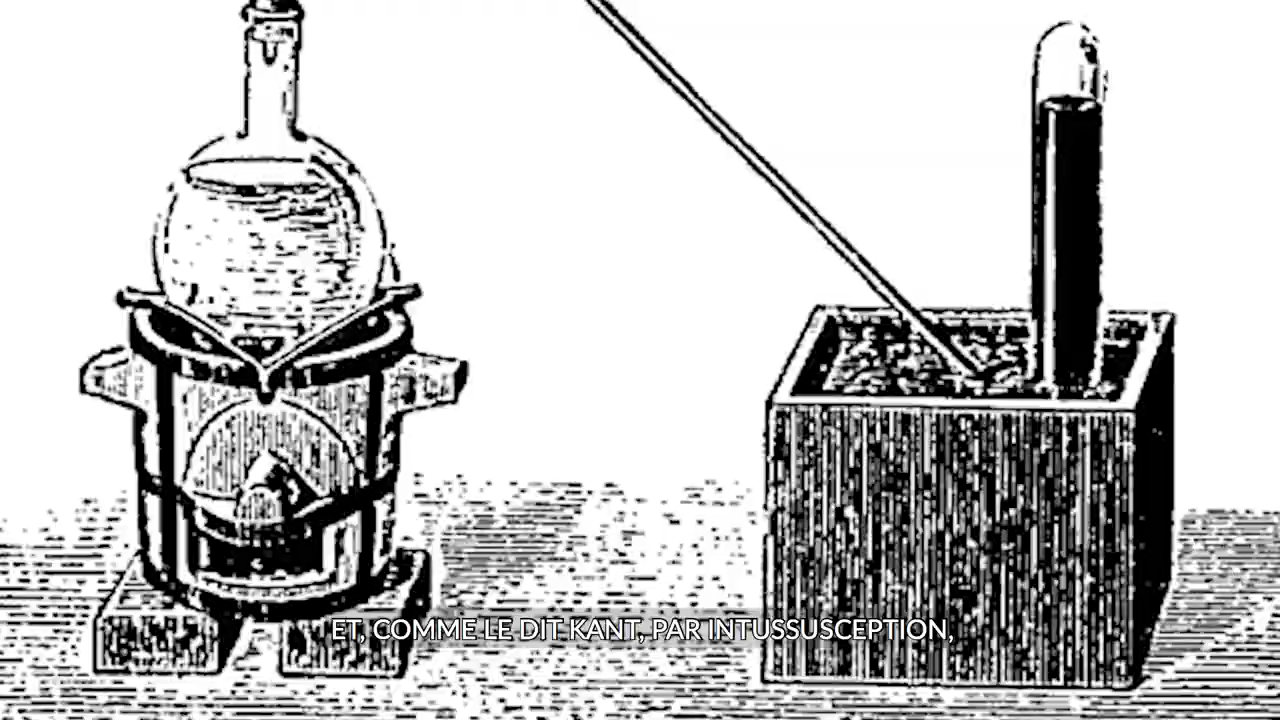 ET, COMME LE DIT KANT, PAR INTUSSUSCEPTION,